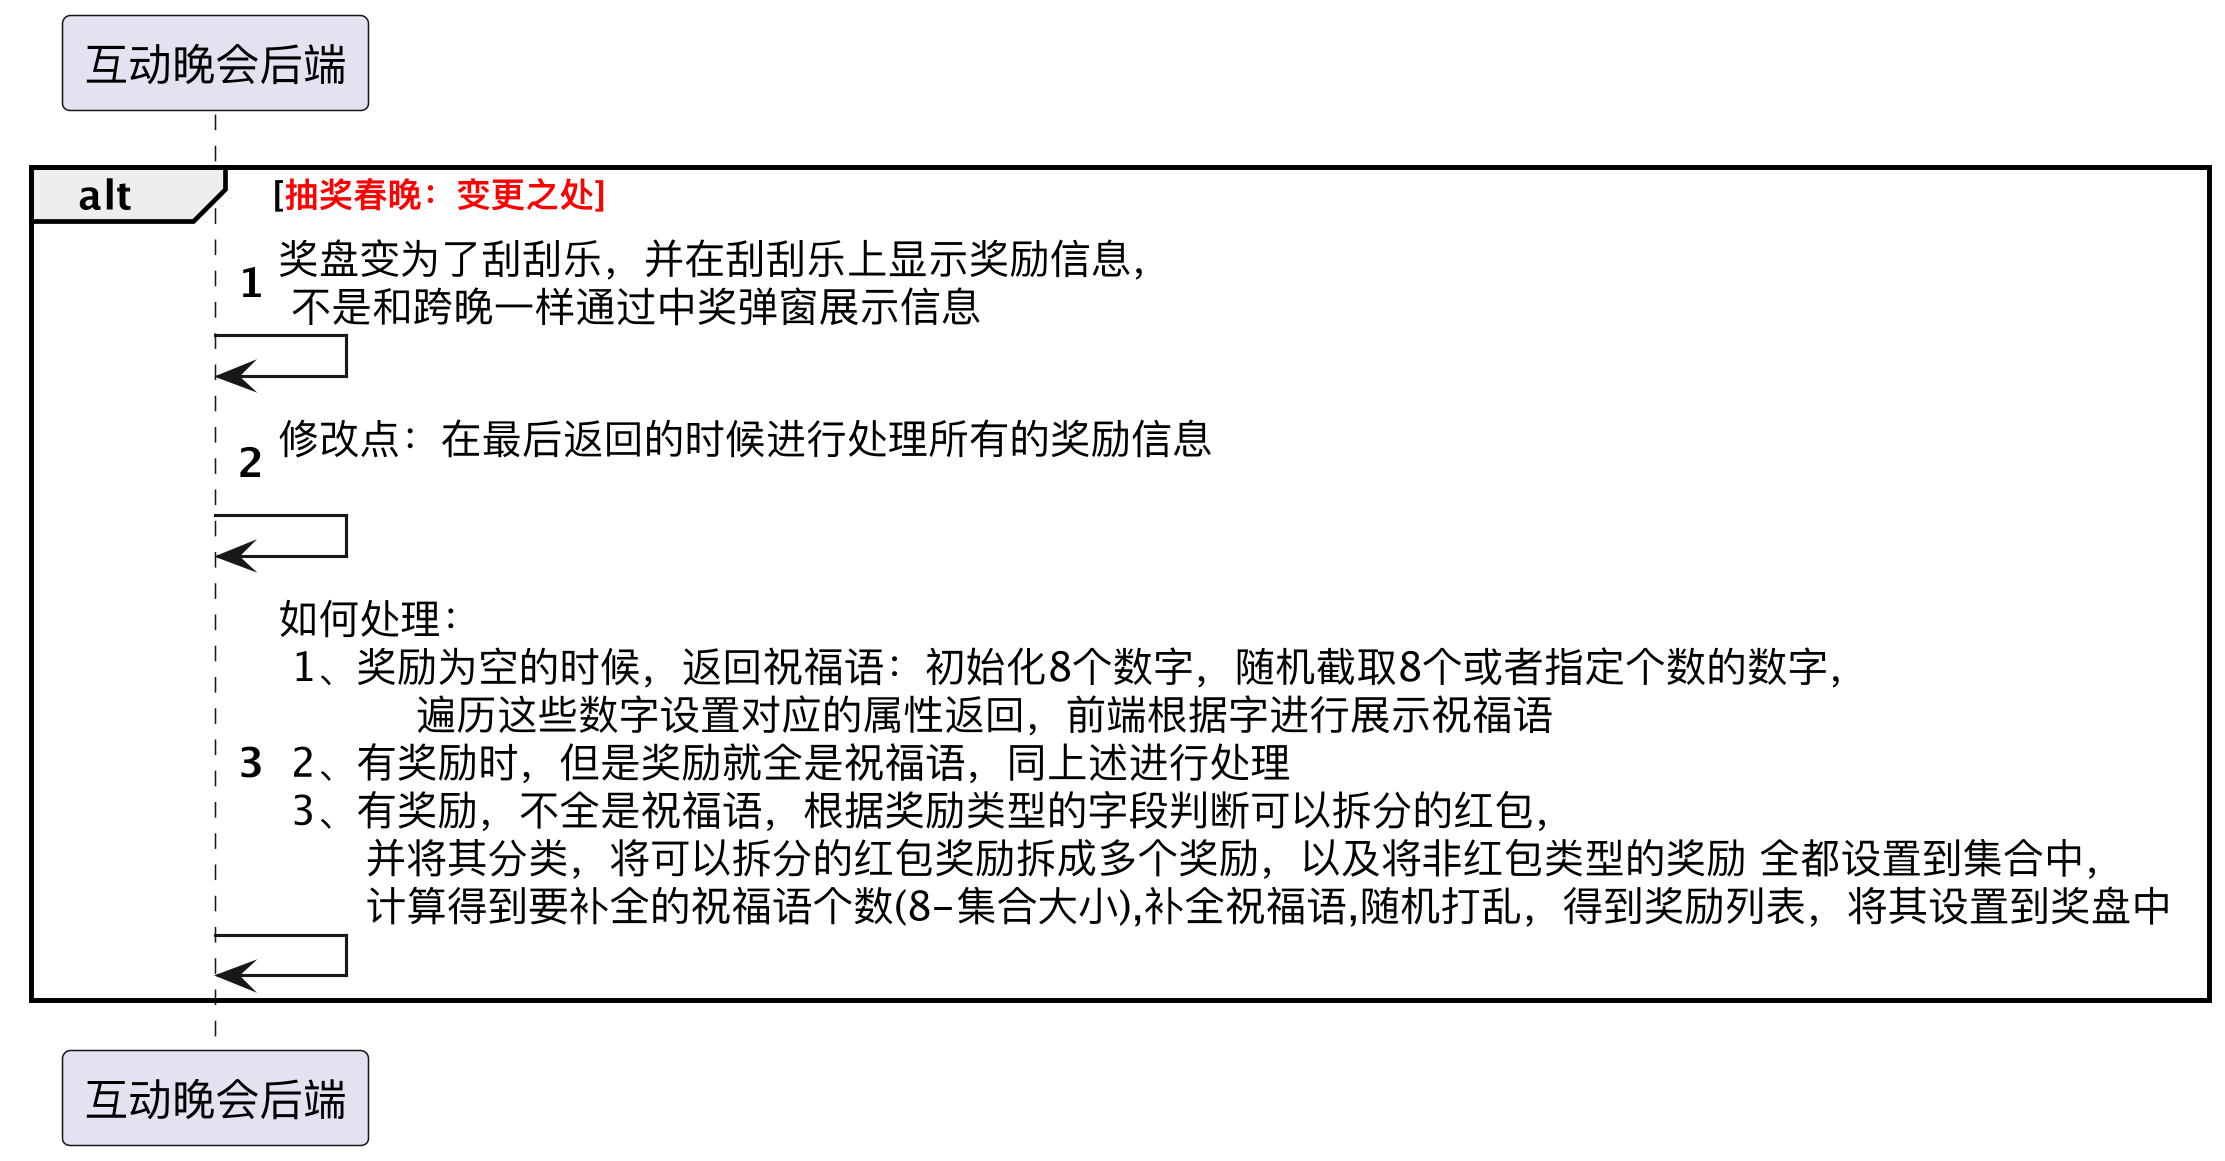 互动晚会后端
alt [抽奖春晚：变更之处]
奖盘变为了刮刮乐，并在刮刮乐上显示奖励信息，
1
不是和跨晚一样通过中奖弹窗展示信息
修改点：在最后返回的时候进行处理所有的奖励信息
2
如何处理：
1、奖励为空的时候，返回祝福语：初始化8个数字，随机截取8个或者指定个数的数字，
遍历这些数字设置对应的属性返回，前端根据字进行展示祝福语
3 2、有奖励时，但是奖励就全是祝福语，同上述进行处理
3、有奖励，不全是祝福语，根据奖励类型的字段判断可以拆分的红包，
并将其分类，将可以拆分的红包奖励拆成多个奖励，以及将非红包类型的奖励 全都设置到集合中，
计算得到要补全的祝福语个数(8-集合大小),补全祝福语,随机打乱，得到奖励列表，将其设置到奖盘中
互动晚会后端